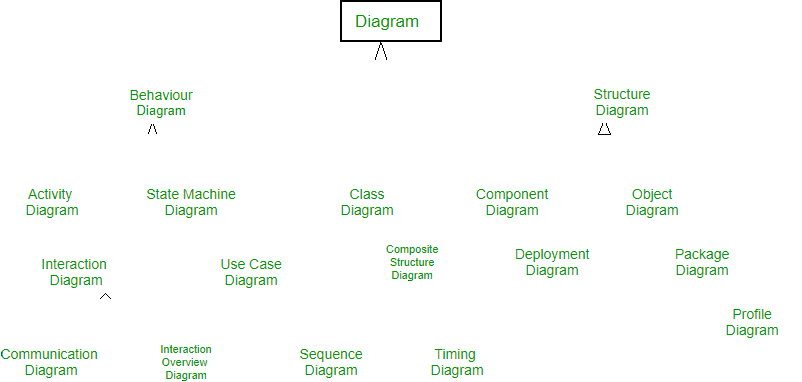 Diagram
Behaviour
Diagram
Structure
Diagram
Activity
Diagram
State Machine
Diagram
Class
Diagram
Component
Diagram
Object
Diagram
Interaction
Diagram
Use Case
Diagram
Composite
Structure
Diagram
Deployment
Diagram
Package
Diagram
Profile
Diagram
Communication
Diagram
Interaction
Overview
Diagram
Sequence
Diagram
Timing
Diagram